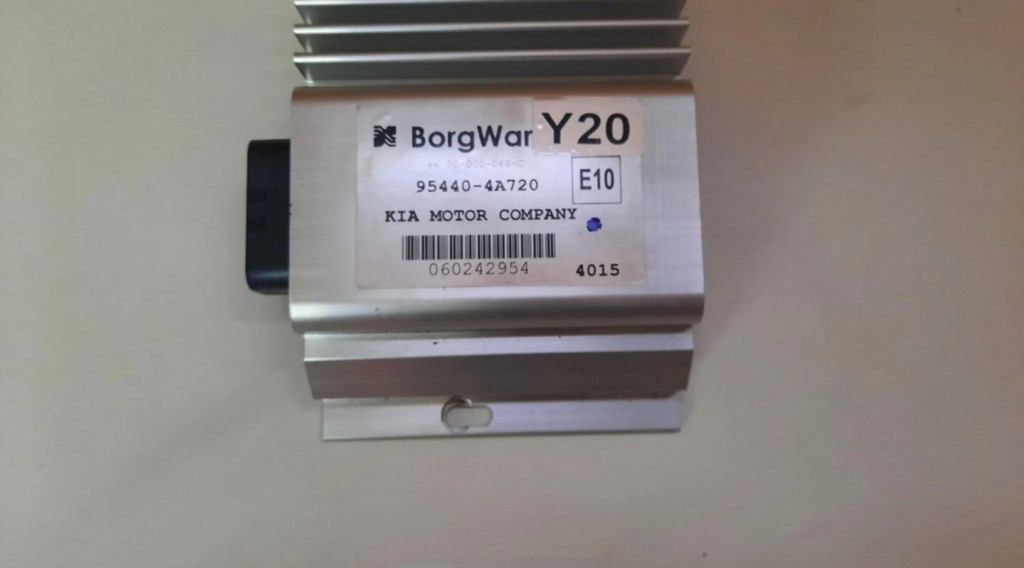 BorgWar Y20
95440-4A720
E10
KIA MOTOR COMPANY
060242954
4015